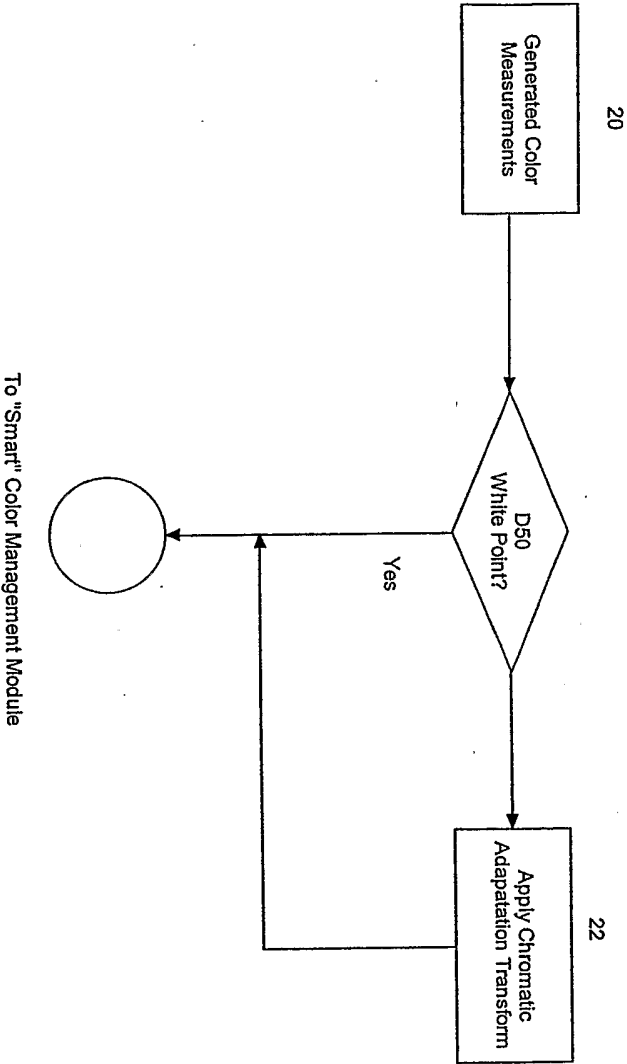 20
Generated Color
Measurements
D50
White Point?
Yes
22
Apply Chromatic
Adapatation Transform
To "Smart" Color Management Module